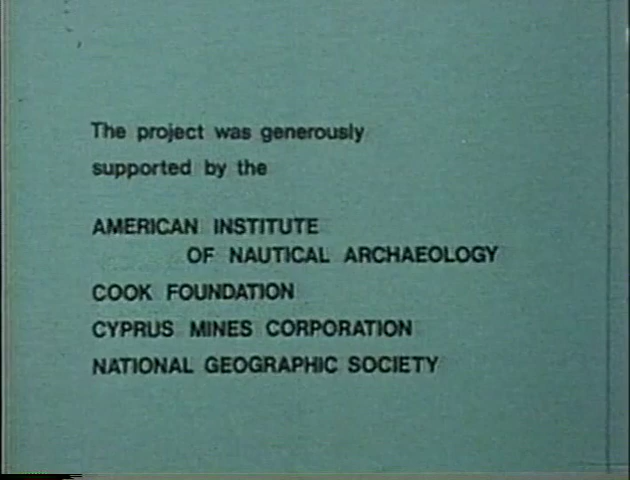 The project was generously
supported by the
AMERICAN INSTITUTE
OF NAUTICAL ARCHAEOLOGY
COOK FOUNDATION
CYPRUS MINES CORPORATION
NATIONAL GEOGRAPHIC SOCIETY